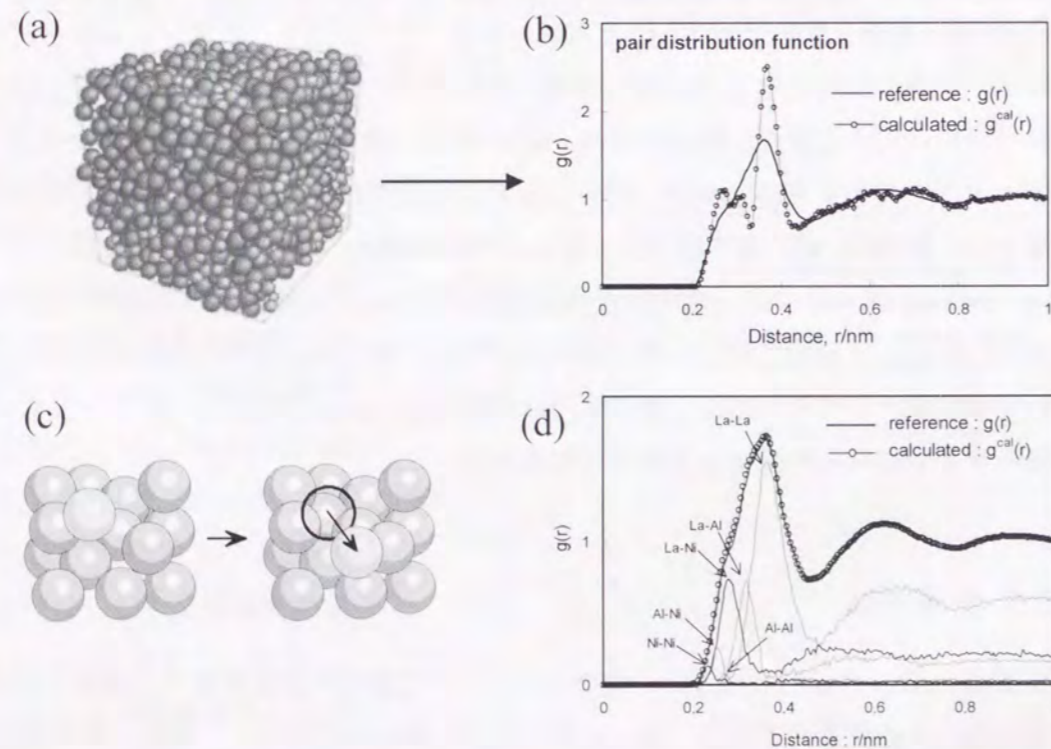 (a)
(b)
3
2
1
0
g(r)
pair distribution function
reference : g(r)
calculated : g^cal(r)
0
0.2
0.4
0.6
0.8
1
Distance, r/nm
(c)
(d)
2
1
0
g(r)
reference : g(r)
calculated : g^cal(r)
La-La
La-Al
La-Ni
Al-Ni
Ni-Ni
Al-Al
0
0.2
0.4
0.6
0.8
Distance : r/nm